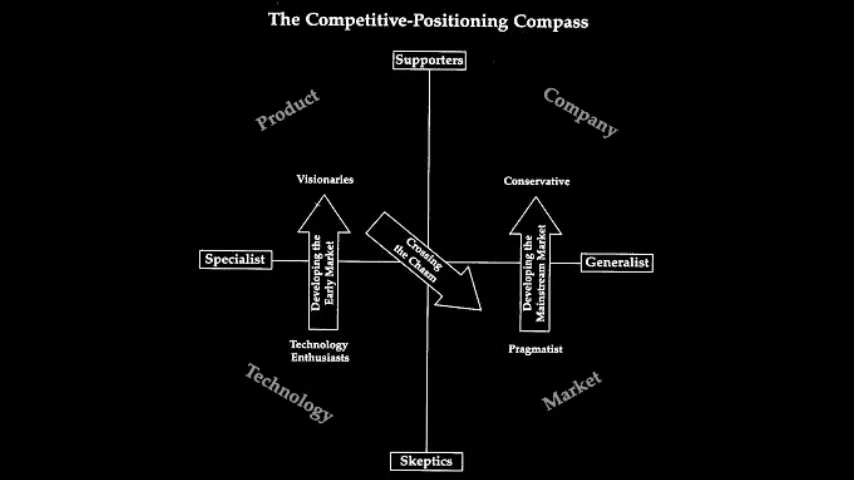 The Competitive-Positioning Compass
Supporters
Product
Company
Visionaries
Conservative
Developing the
Early Market
Crossing
the Chasm
Developing the
Mainstream Market
Specialist
Generalist
Technology
Enthusiasts
Pragmatist
Technology
Market
Skeptics